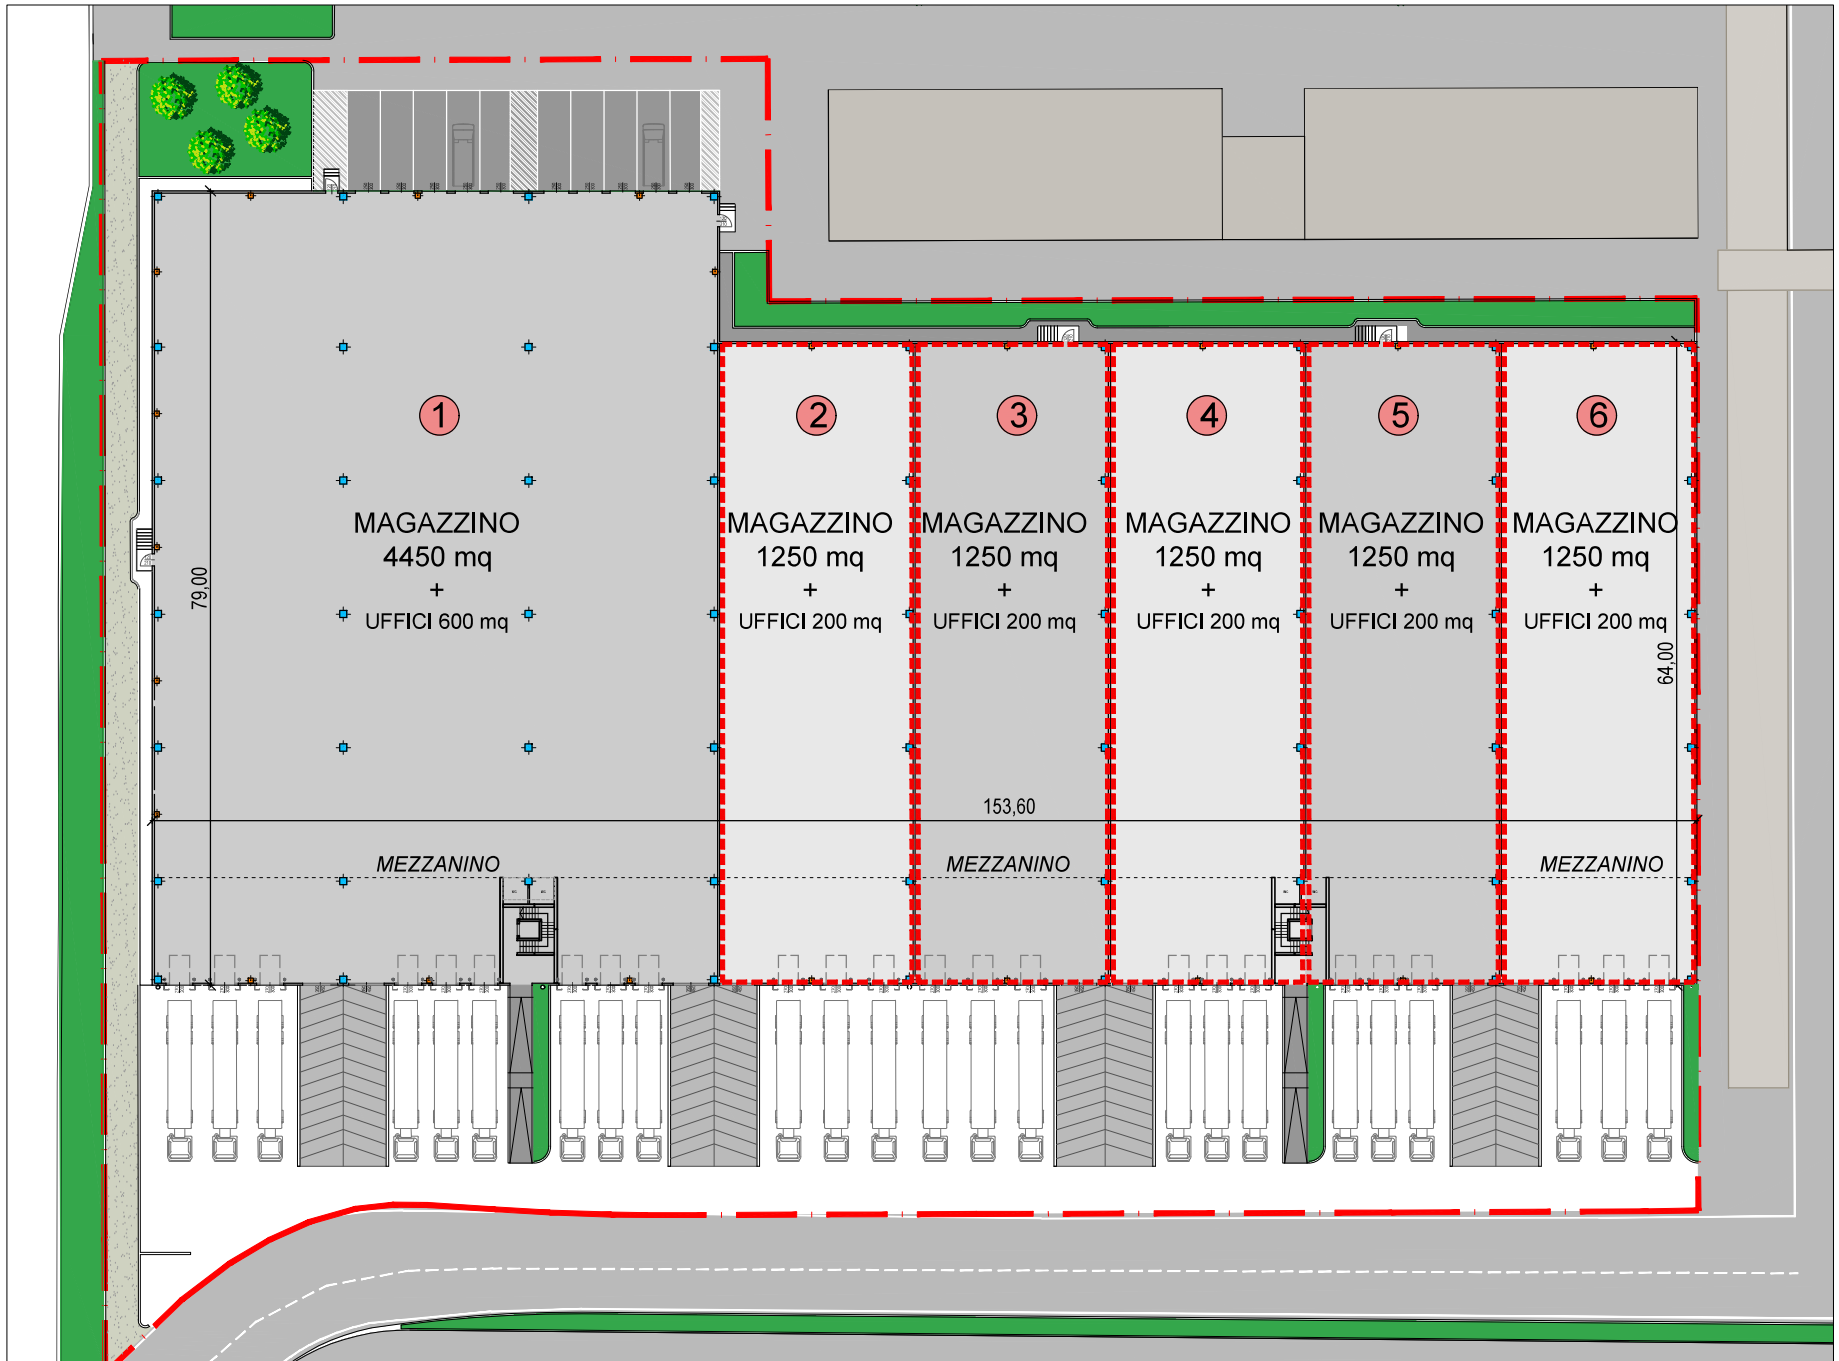 1
2
3
4
5
6
MAGAZZINO
4450 mq
+
UFFICI 600 mq
MAGAZZINO
1250 mq
+
UFFICI 200 mq
MAGAZZINO
1250 mq
+
UFFICI 200 mq
MAGAZZINO
1250 mq
+
UFFICI 200 mq
MAGAZZINO
1250 mq
+
UFFICI 200 mq
MAGAZZINO
1250 mq
+
UFFICI 200 mq
79,00
64,00
153,60
MEZZANINO
MEZZANINO
MEZZANINO